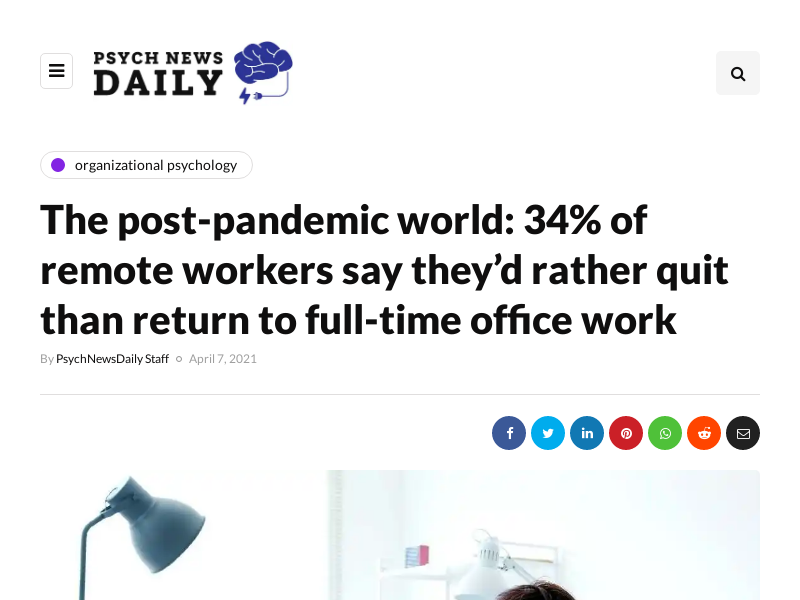 PSYCH NEWS
DAILY
organizational psychology
The post-pandemic world: 34% of
remote workers say they’d rather quit
than return to full-time office work
By PsychNewsDaily Staff April 7, 2021